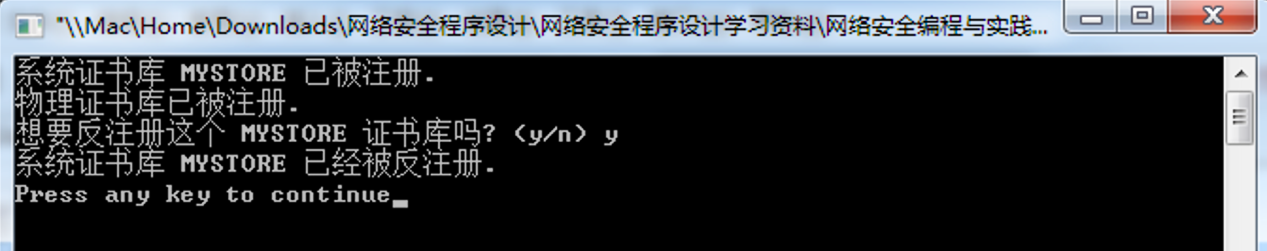 "\\Mac\Home\Downloads\网络安全程序设计\网络安全程序设计学习资料\网络安全编程与实践...
系统证书库 MYSTORE 已被注册.
物理证书库已被注册.
想要反注册这个 MYSTORE 证书库吗? (y/n) y
系统证书库 MYSTORE 已经被反注册.
Press any key to continue_